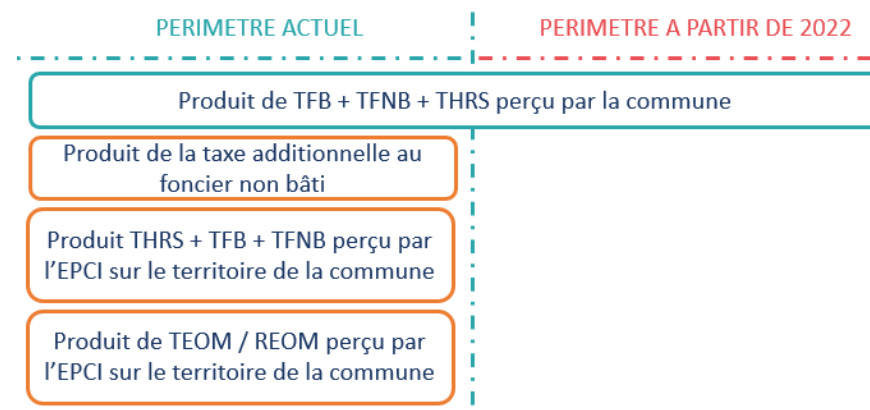 PERIMETRE ACTUEL
PERIMETRE A PARTIR DE 2022
Produit de TFB + TFNB + THRS perçu par la commune
Produit de la taxe additionnelle au
foncier non bâti
Produit THRS + TFB + TFNB perçu par
l’EPCI sur le territoire de la commune
Produit de TEOM / REOM perçu par
l’EPCI sur le territoire de la commune